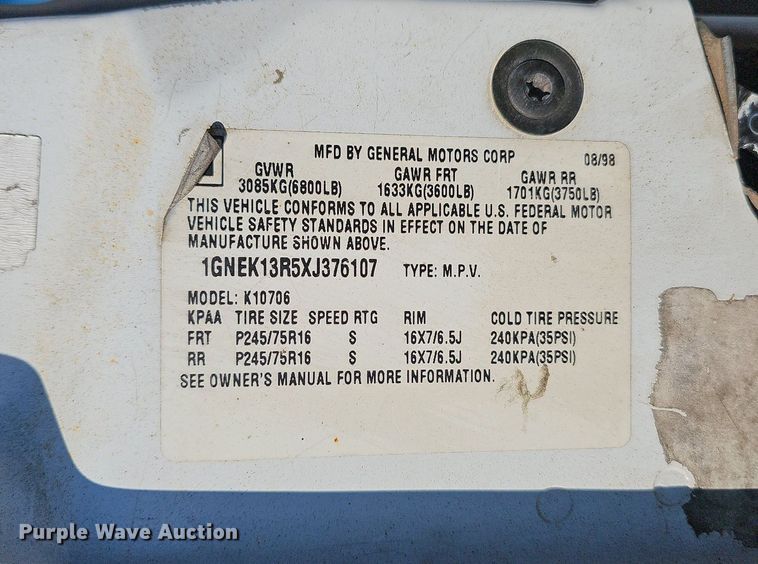 MFD BY GENERAL MOTORS CORP 08/98
GVWR GAWR FRT GAWR RR
3085KG(6800LB) 1633KG(3600LB) 1701KG(3750LB)
THIS VEHICLE CONFORMS TO ALL APPLICABLE U.S. FEDERAL MOTOR
VEHICLE SAFETY STANDARDS IN EFFECT ON THE DATE OF
MANUFACTURE SHOWN ABOVE.
1GNEK13R5XJ376107 TYPE: M.P.V.
MODEL: K10706
KPAA TIRE SIZE SPEED RTG RIM COLD TIRE PRESSURE
FRT P245/75R16 S 16X7/6.5J 240KPA(35PSI)
RR P245/75R16 S 16X7/6.5J 240KPA(35PSI)
SEE OWNER'S MANUAL FOR MORE INFORMATION.
Purple Wave Auction